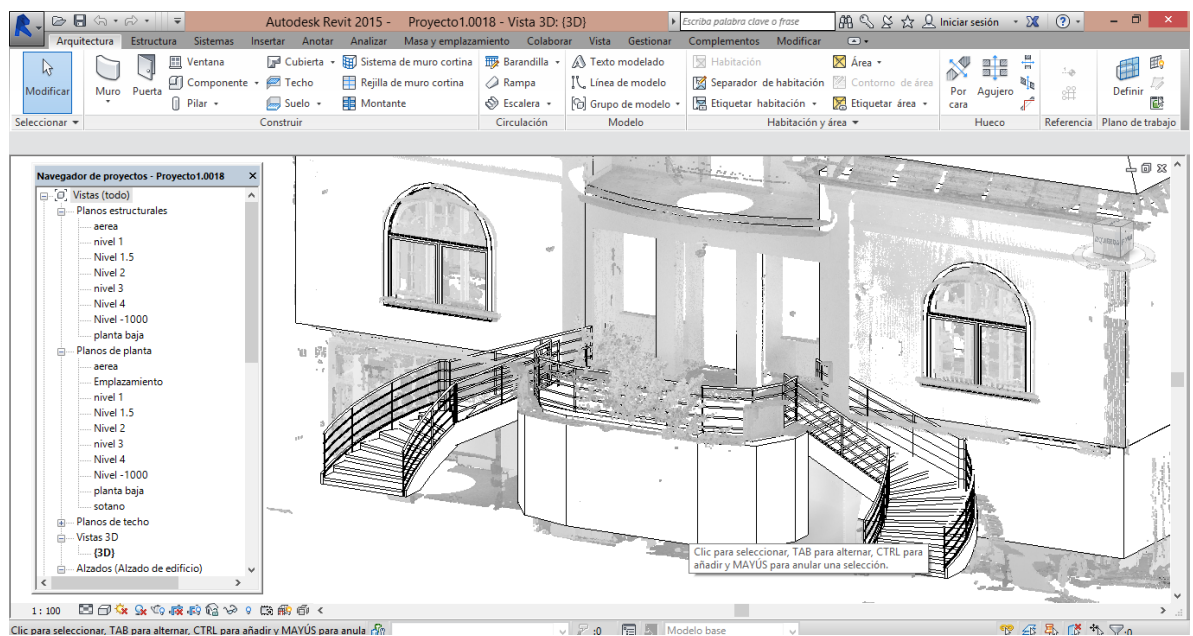 Autodesk Revit 2015 - Proyecto1.0018 - Vista 3D: {3D}
Escriba palabra clave o frase
Iniciar sesión
Arquitectura Estructura Sistemas Insertar Anotar Analizar Masa y emplazamiento Colaborar Vista Gestionar Complementos Modificar
Modificar
Muro
Puerta
Ventana
Componente
Pilar
Cubierta
Techo
Suelo
Sistema de muro cortina
Rejilla de muro cortina
Montante
Barandilla
Rampa
Escalera
Texto modelado
Línea de modelo
Grupo de modelo
Habitación
Separador de habitación
Etiquetar habitación
Área
Contorno de área
Etiquetar área
Por
cara
Agujero
Definir
Seleccionar Construir Circulación Modelo Habitación y área Hueco Referencia Plano de trabajo
Navegador de proyectos - Proyecto1.0018
Vistas (todo)
Planos estructurales
aerea
nivel 1
Nivel 1.5
Nivel 2
nivel 3
Nivel 4
Nivel -1000
planta baja
Planos de planta
aerea
Emplazamiento
nivel 1
Nivel 1.5
Nivel 2
nivel 3
Nivel 4
Nivel -1000
planta baja
sotano
Planos de techo
Vistas 3D
{3D}
Alzados (Alzado de edificio)
Clic para seleccionar, TAB para alternar, CTRL para
añadir y MAYÚS para anular una selección.
1 : 100
Clic para seleccionar, TAB para alternar, CTRL para añadir y MAYÚS para anula
:0
Modelo base
:0